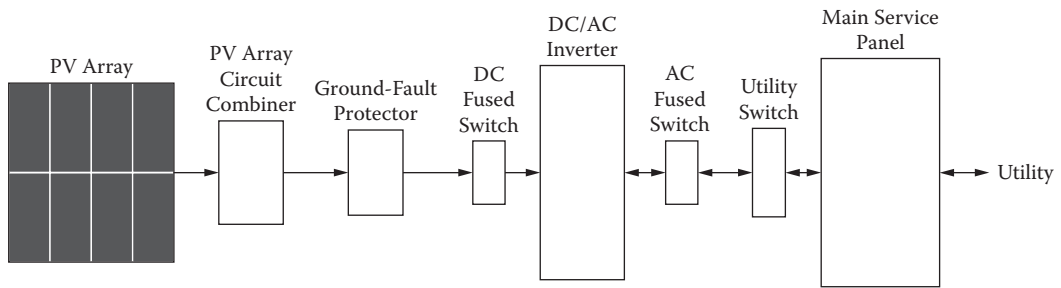 PV Array
PV Array
Circuit
Combiner
Ground-Fault
Protector
DC
Fused
Switch
DC/AC
Inverter
AC
Fused
Switch
Utility
Switch
Main Service
Panel
Utility